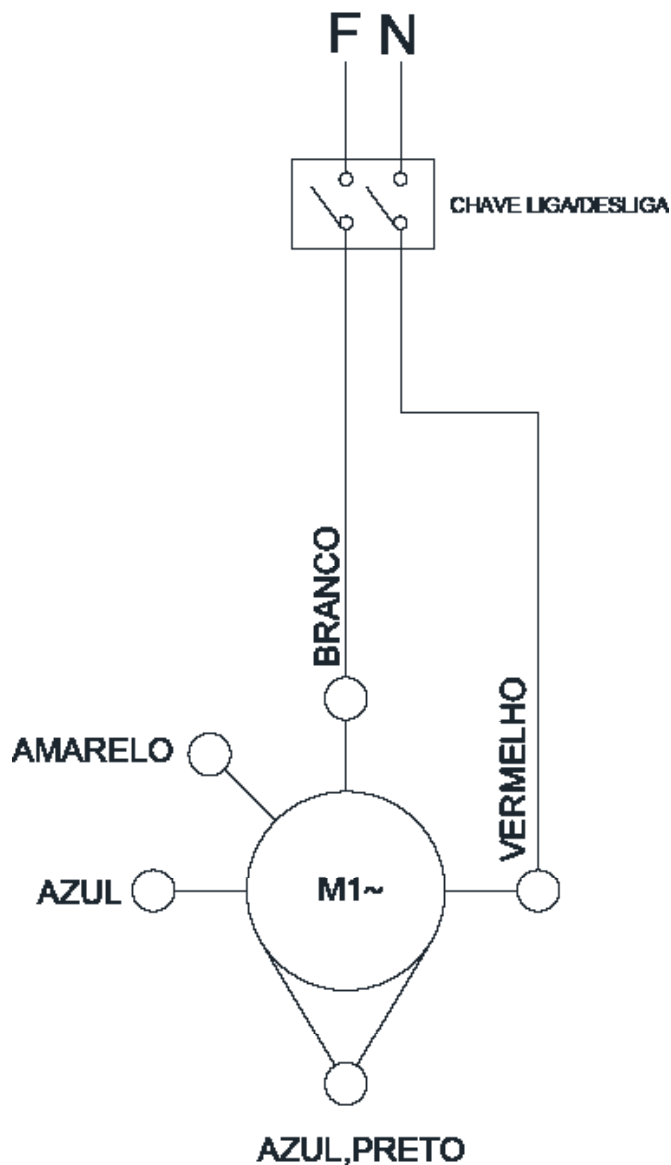 F N
CHAVE LIGA/DESLIGA
BRANCO
VERMELHO
AMARELO
AZUL
M1~
AZUL,PRETO